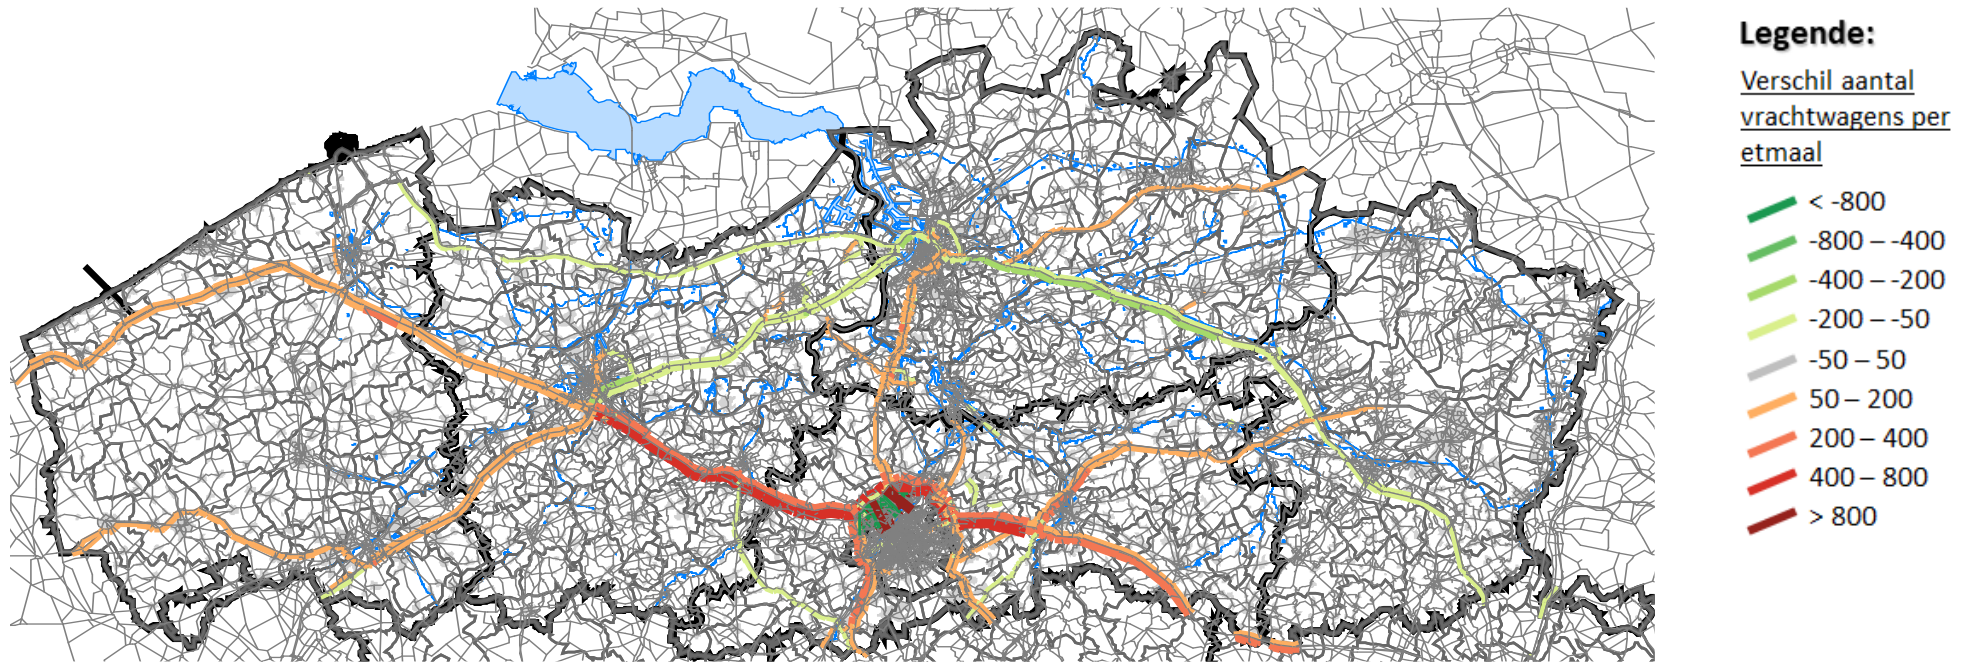 Legende:
Verschil aantal
vrachtwagens per
etmaal
< -800
-800 – -400
-400 – -200
-200 – -50
-50 – 50
50 – 200
200 – 400
400 – 800
> 800